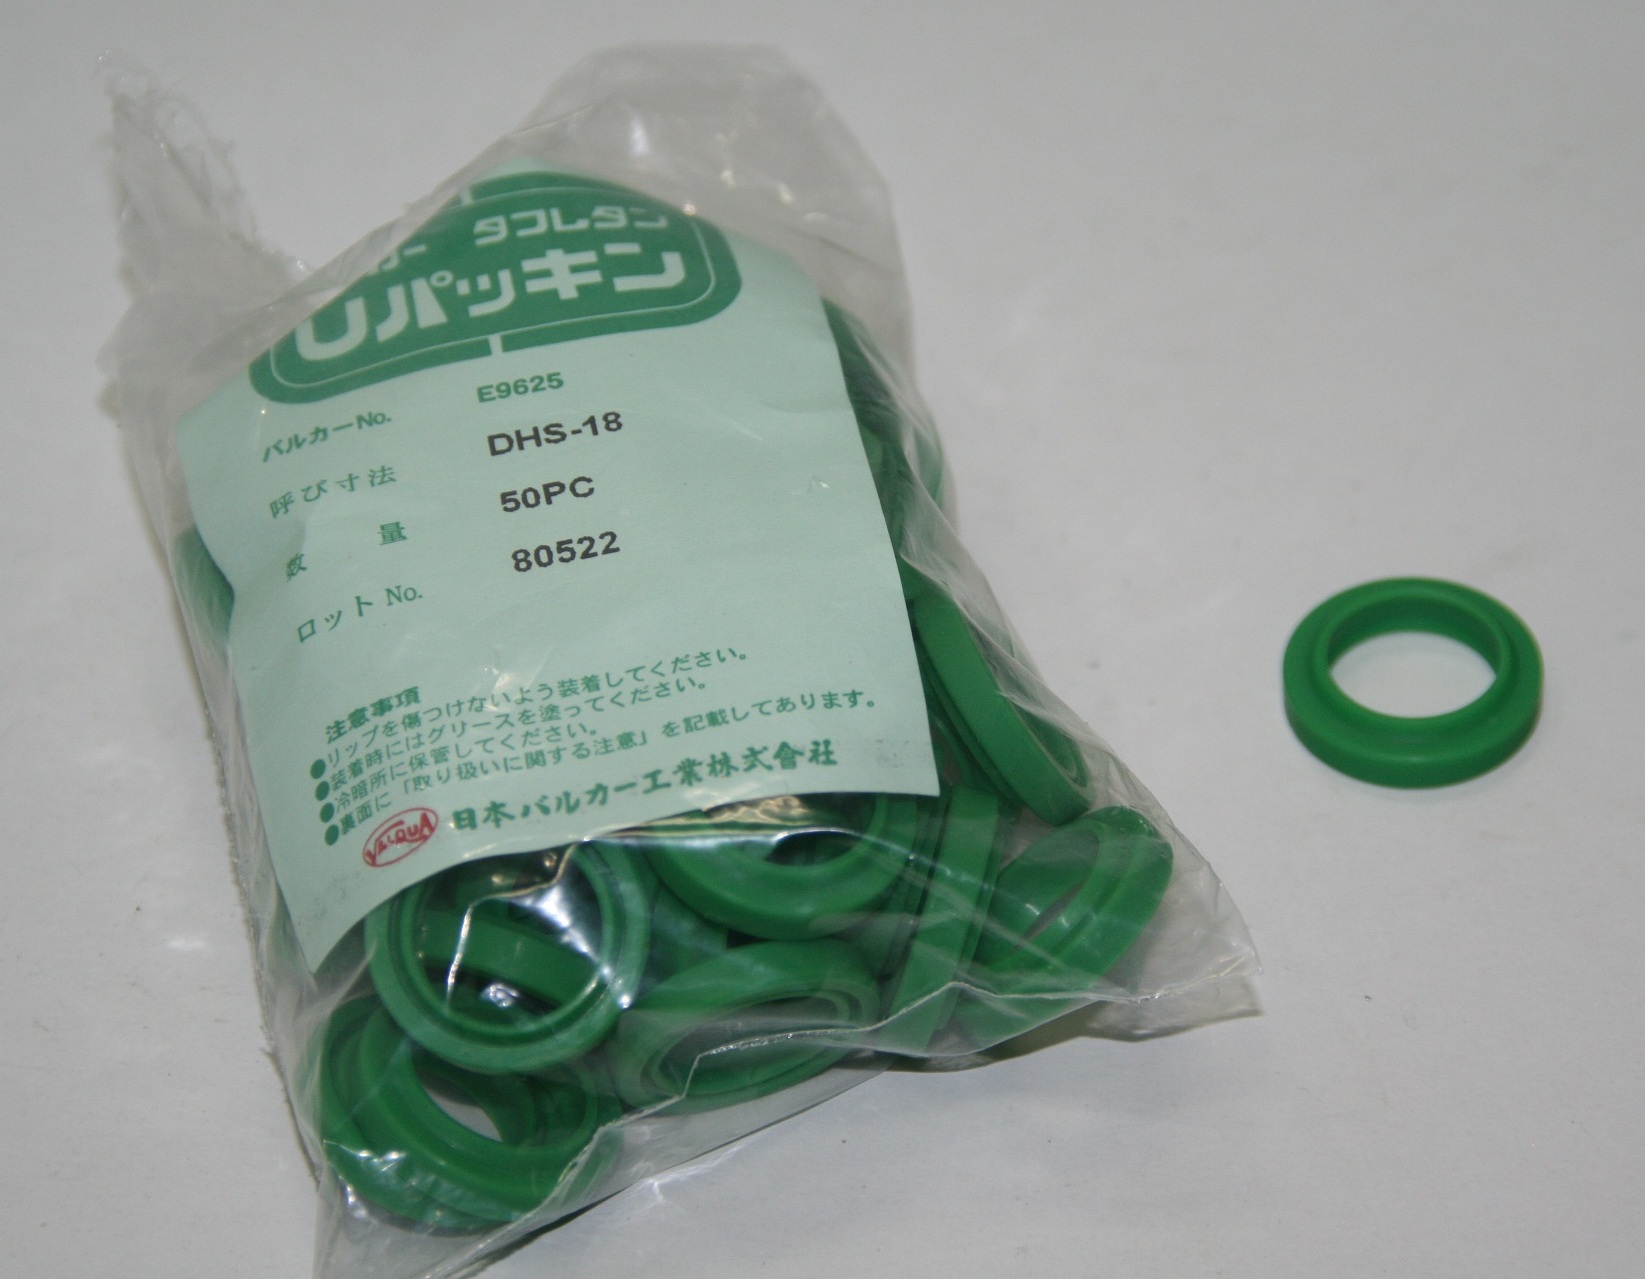 カー タフレタン
Uパッキン
バルカーNo. E9625
呼び寸法 DHS-18
数量 50PC
ロットNo. 80522
注意事項
●リップを傷つけないよう装着してください。
●装着時にはグリースを塗ってください。
●冷暗所に保管してください。
●裏面に「取り扱いに関する注意」を記載してあります。
VALQUA 日本バルカー工業株式會社